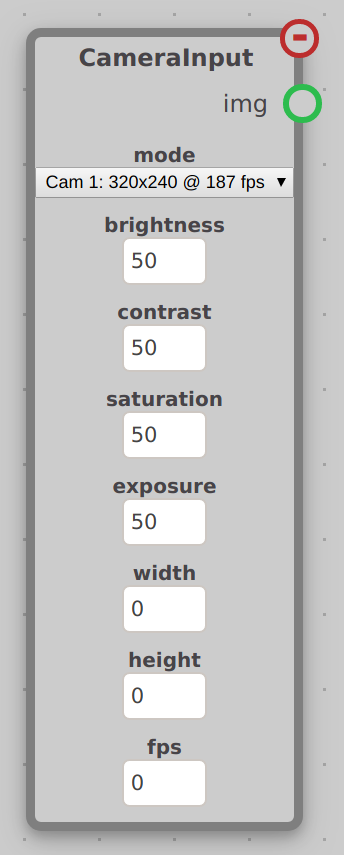 CameraInput
img
mode
Cam 1: 320x240 @ 187 fps
brightness
50
contrast
50
saturation
50
exposure
50
width
0
height
0
fps
0